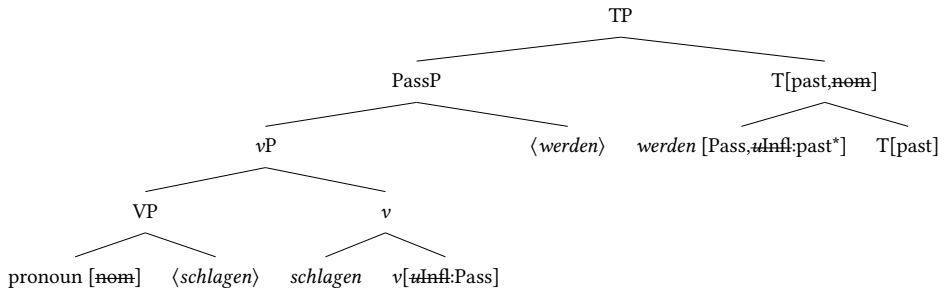 TP
PassP T[past,nom]
vP ⟨werden⟩ werden [Pass,uInfl:past*] T[past]
VP v
pronoun [nom] ⟨schlagen⟩ schlagen v[uInfl:Pass]